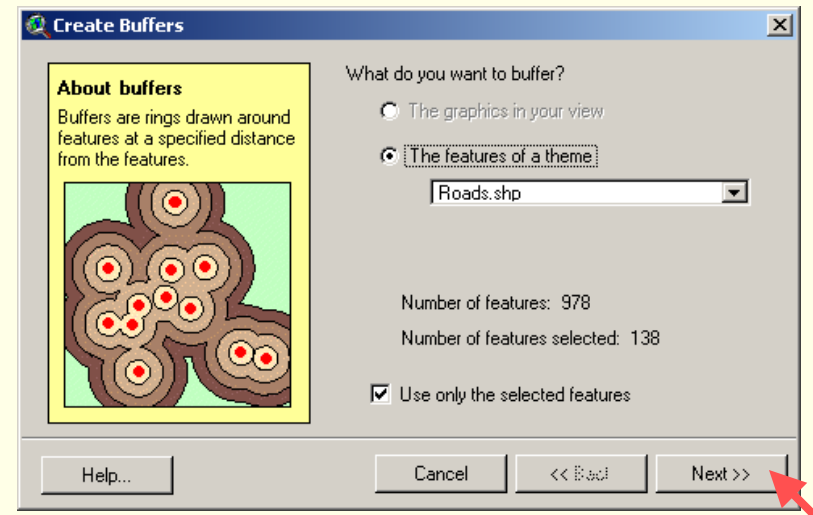 Create Buffers
About buffers
Buffers are rings drawn around
features at a specified distance
from the features.
What do you want to buffer?
The graphics in your view
The features of a theme
Roads.shp
Number of features: 978
Number of features selected: 138
Use only the selected features
Help...
Cancel
<< Back
Next >>